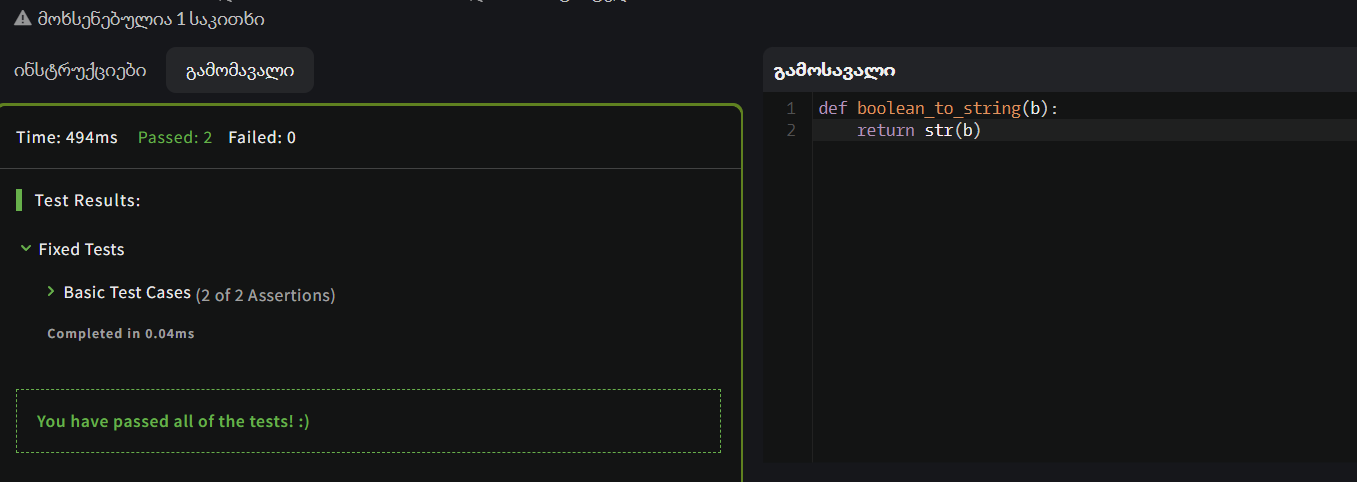 ⚠ მოხსენებულია 1 საკითხი
ინსტრუქციები გამომავალი
Time: 494ms Passed: 2 Failed: 0
Test Results:
Fixed Tests
Basic Test Cases (2 of 2 Assertions)
Completed in 0.04ms
You have passed all of the tests! :)
გამოსავალი
1 def boolean_to_string(b):
2 return str(b)